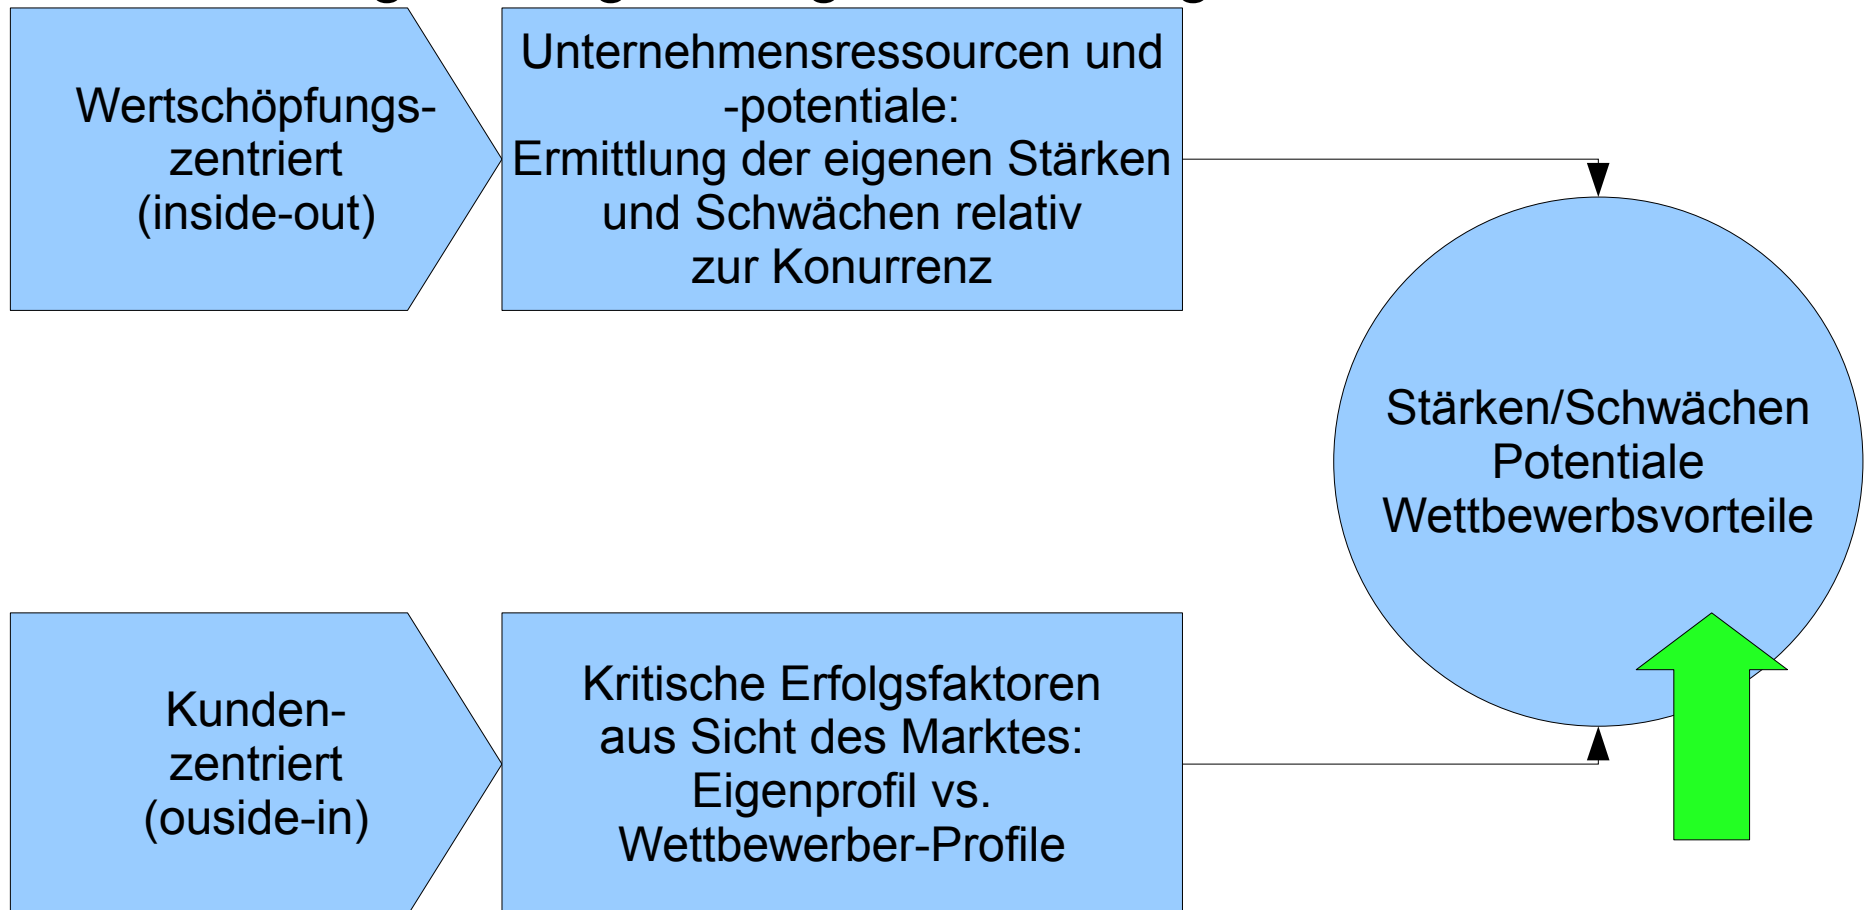 Wertschöpfungs-
zentriert
(inside-out)
Unternehmensressourcen und
-potentiale:
Ermittlung der eigenen Stärken
und Schwächen relativ
zur Konurrenz
Stärken/Schwächen
Potentiale
Wettbewerbsvorteile
Kunden-
zentriert
(ouside-in)
Kritische Erfolgsfaktoren
aus Sicht des Marktes:
Eigenprofil vs.
Wettbewerber-Profile